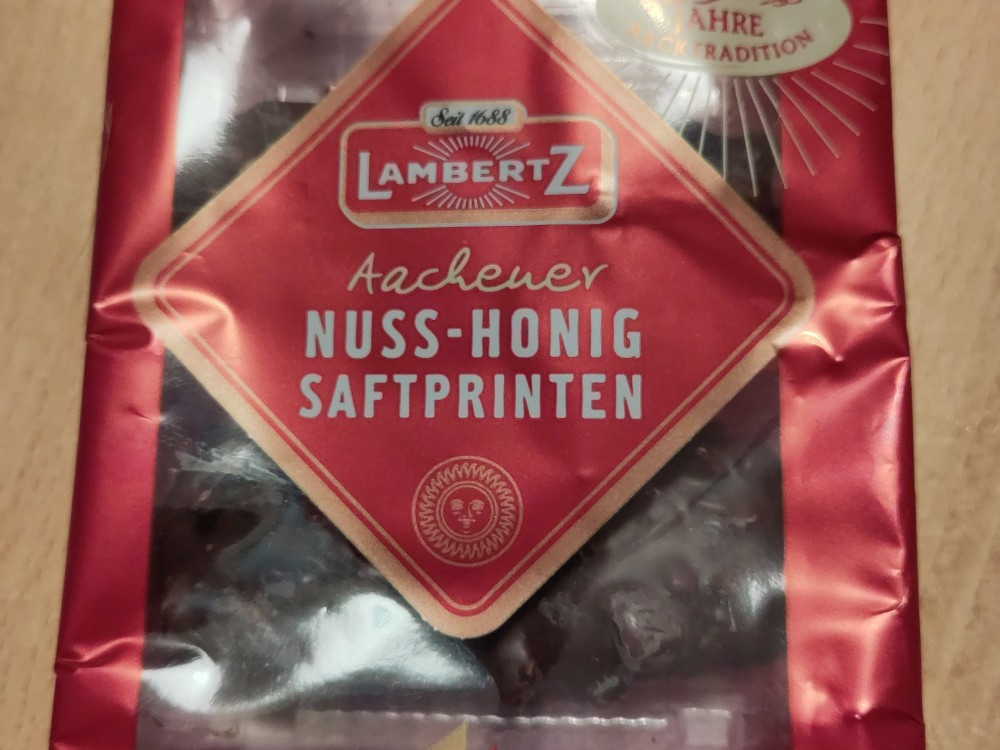 JAHRE
BACKTRADITION
Seit 1688
LAMBERTZ
Aachener
NUSS-HONIG
SAFTPRINTEN